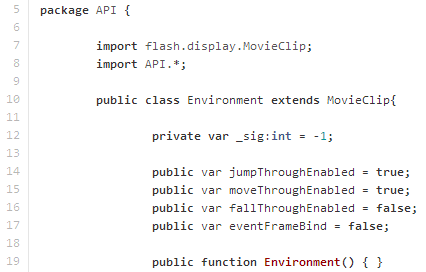 5 package API {
6
7 import flash.display.MovieClip;
8 import API.*;
9
10 public class Environment extends MovieClip{
11
12 private var _sig:int = -1;
13
14 public var jumpThroughEnabled = true;
15 public var moveThroughEnabled = true;
16 public var fallThroughEnabled = false;
17 public var eventFrameBind = false;
18
19 public function Environment() { }